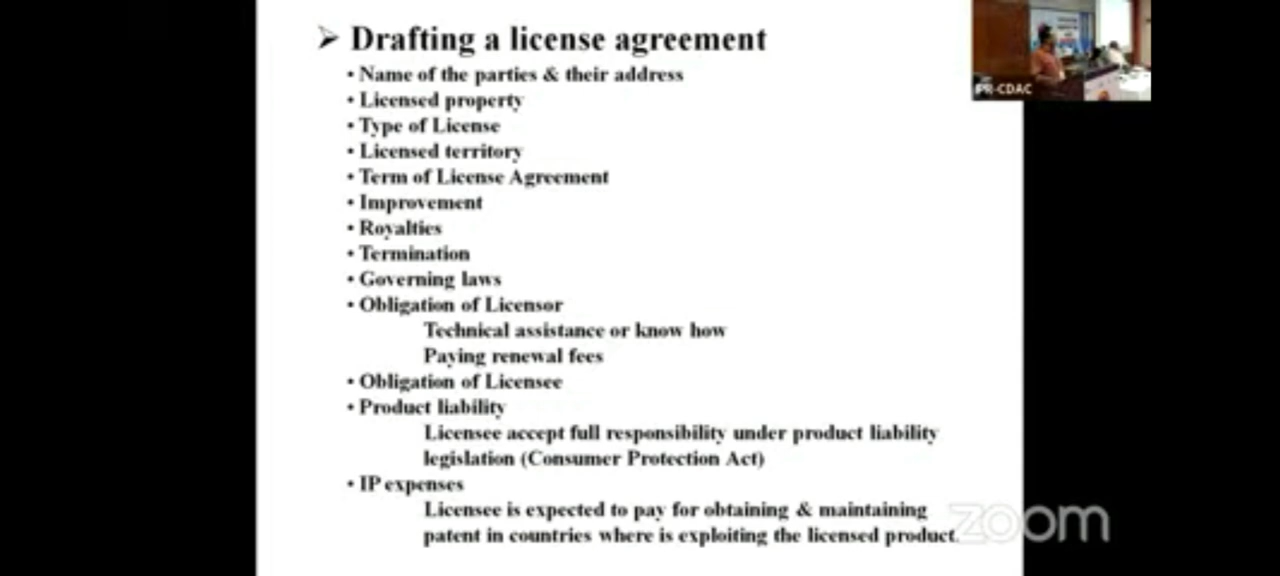 ➢ Drafting a license agreement
• Name of the parties & their address
• Licensed property
• Type of License
• Licensed territory
• Term of License Agreement
• Improvement
• Royalties
• Termination
• Governing laws
• Obligation of Licensor
Technical assistance or know how
Paying renewal fees
• Obligation of Licensee
• Product liability
Licensee accept full responsibility under product liability
legislation (Consumer Protection Act)
• IP expenses
Licensee is expected to pay for obtaining & maintaining
patent in countries where is exploiting the licensed product.
IPR-CDAC
zoom